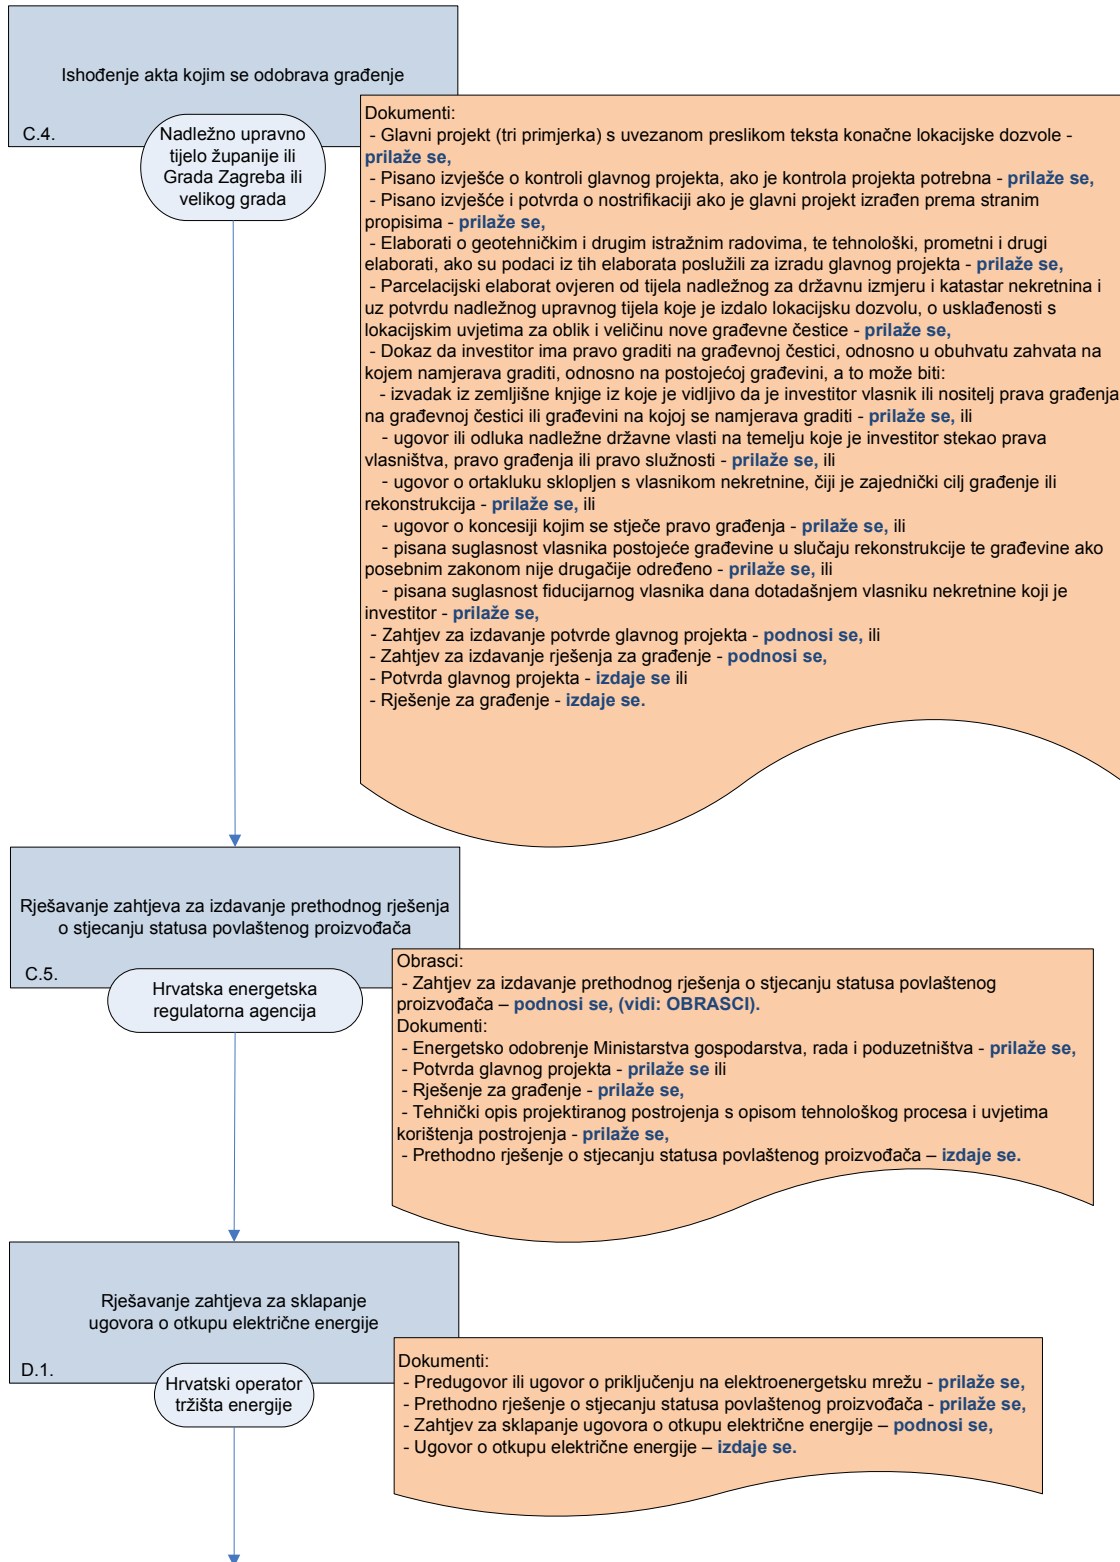 Ishođenje akta kojim se odobrava građenje
C.4.
Nadležno upravno
tijelo županije ili
Grada Zagreba ili
velikog grada
Dokumenti:
- Glavni projekt (tri primjerka) s uvezanom preslikom teksta konačne lokacijske dozvole -
prilaže se,
- Pisano izvješće o kontroli glavnog projekta, ako je kontrola projekta potrebna - prilaže se,
- Pisano izvješće i potvrda o nostrifikaciji ako je glavni projekt izrađen prema stranim
propisima - prilaže se,
- Elaborati o geotehničkim i drugim istražnim radovima, te tehnološki, prometni i drugi
elaborati, ako su podaci iz tih elaborata poslužili za izradu glavnog projekta - prilaže se,
- Parcelacijski elaborat ovjeren od tijela nadležnog za državnu izmjeru i katastar nekretnina i
uz potvrdu nadležnog upravnog tijela koje je izdalo lokacijsku dozvolu, o usklađenosti s
lokacijskim uvjetima za oblik i veličinu nove građevne čestice - prilaže se,
- Dokaz da investitor ima pravo graditi na građevnoj čestici, odnosno u obuhvatu zahvata na
kojem namjerava graditi, odnosno na postojećoj građevini, a to može biti:
- izvadak iz zemljišne knjige iz koje je vidljivo da je investitor vlasnik ili nositelj prava građenja
na građevnoj čestici ili građevini na kojoj se namjerava graditi - prilaže se, ili
- ugovor ili odluka nadležne državne vlasti na temelju koje je investitor stekao prava
vlasništva, pravo građenja ili pravo služnosti - prilaže se, ili
- ugovor o ortakluku sklopljen s vlasnikom nekretnine, čiji je zajednički cilj građenje ili
rekonstrukcija - prilaže se, ili
- ugovor o koncesiji kojim se stječe pravo građenja - prilaže se, ili
- pisana suglasnost vlasnika postojeće građevine u slučaju rekonstrukcije te građevine ako
posebnim zakonom nije drugačije određeno - prilaže se, ili
- pisana suglasnost fiducijarnog vlasnika dana dotadašnjem vlasniku nekretnine koji je
investitor - prilaže se,
- Zahtjev za izdavanje potvrde glavnog projekta - podnosi se, ili
- Zahtjev za izdavanje rješenja za građenje - podnosi se,
- Potvrda glavnog projekta - izdaje se ili
- Rješenje za građenje - izdaje se.
Rješavanje zahtjeva za izdavanje prethodnog rješenja
o stjecanju statusa povlaštenog proizvođača
C.5.
Hrvatska energetska
regulatorna agencija
Obrasci:
- Zahtjev za izdavanje prethodnog rješenja o stjecanju statusa povlaštenog
proizvođača – podnosi se, (vidi: OBRASCI).
Dokumenti:
- Energetsko odobrenje Ministarstva gospodarstva, rada i poduzetništva - prilaže se,
- Potvrda glavnog projekta - prilaže se ili
- Rješenje za građenje - prilaže se,
- Tehnički opis projektiranog postrojenja s opisom tehnološkog procesa i uvjetima
korištenja postrojenja - prilaže se,
- Prethodno rješenje o stjecanju statusa povlaštenog proizvođača – izdaje se.
Rješavanje zahtjeva za sklapanje
ugovora o otkupu električne energije
D.1.
Hrvatski operator
tržišta energije
Dokumenti:
- Predugovor ili ugovor o priključenju na elektroenergetsku mrežu - prilaže se,
- Prethodno rješenje o stjecanju statusa povlaštenog proizvođača - prilaže se,
- Zahtjev za sklapanje ugovora o otkupu električne energije – podnosi se,
- Ugovor o otkupu električne energije – izdaje se.